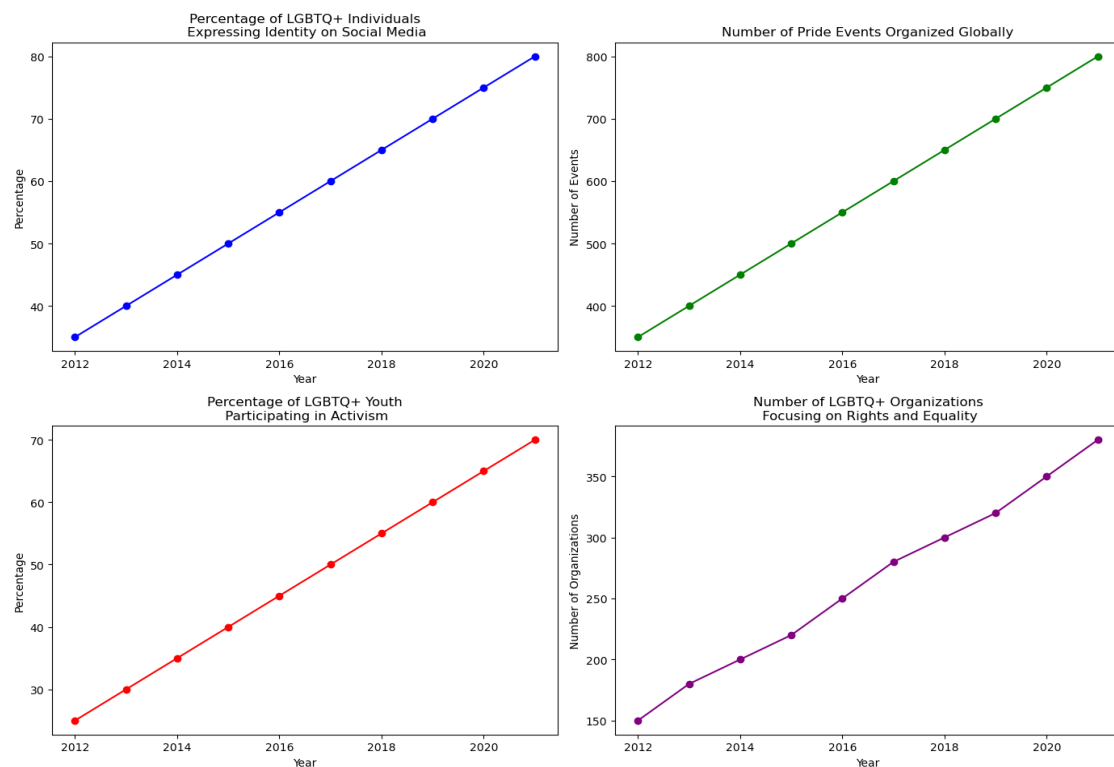 Percentage of LGBTQ+ Individuals
Expressing Identity on Social Media
80
70
60
50
40
Percentage
2012 2014 2016 2018 2020
Year
Number of Pride Events Organized Globally
800
700
600
500
400
Number of Events
2012 2014 2016 2018 2020
Year
Percentage of LGBTQ+ Youth
Participating in Activism
70
60
50
40
30
Percentage
2012 2014 2016 2018 2020
Year
Number of LGBTQ+ Organizations
Focusing on Rights and Equality
350
300
250
200
150
Number of Organizations
2012 2014 2016 2018 2020
Year